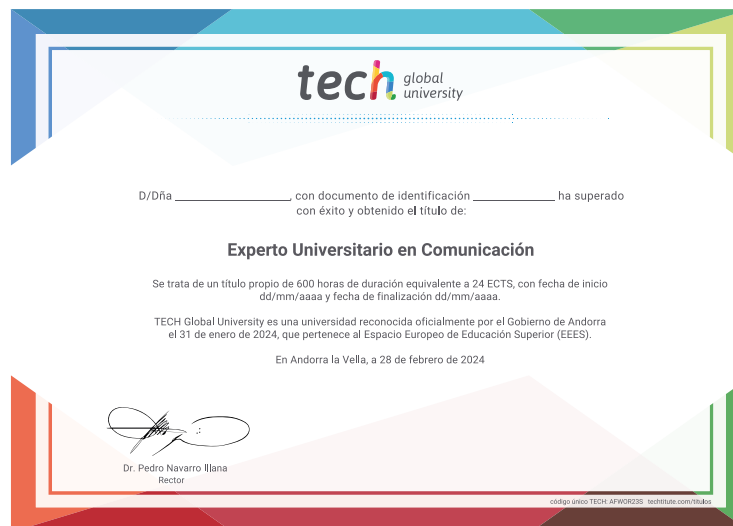 tech global university
D/Dña ____________________, con documento de identificación ______________ ha superado
con éxito y obtenido el título de:
Experto Universitario en Comunicación
Se trata de un título propio de 600 horas de duración equivalente a 24 ECTS, con fecha de inicio
dd/mm/aaaa y fecha de finalización dd/mm/aaaa.
TECH Global University es una universidad reconocida oficialmente por el Gobierno de Andorra
el 31 de enero de 2024, que pertenece al Espacio Europeo de Educación Superior (EEES).
En Andorra la Vella, a 28 de febrero de 2024
Dr. Pedro Navarro Illana
Rector
código único TECH: AFWOR23S techtitute.com/titulos